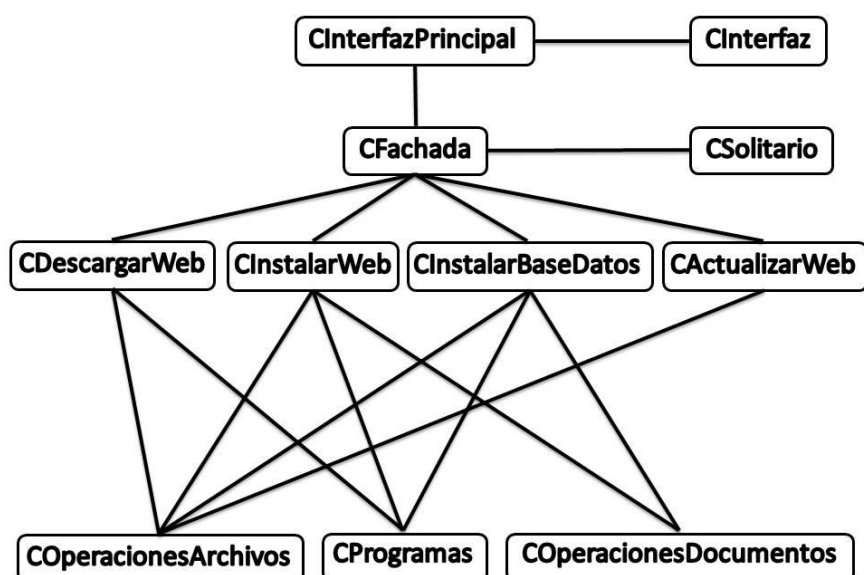 CInterfazPrincipal
CInterfaz
CFachada
CSolitario
CDescargarWeb
CInstalarWeb
CInstalarBaseDatos
CActualizarWeb
COperacionesArchivos
CProgramas
COperacionesDocumentos